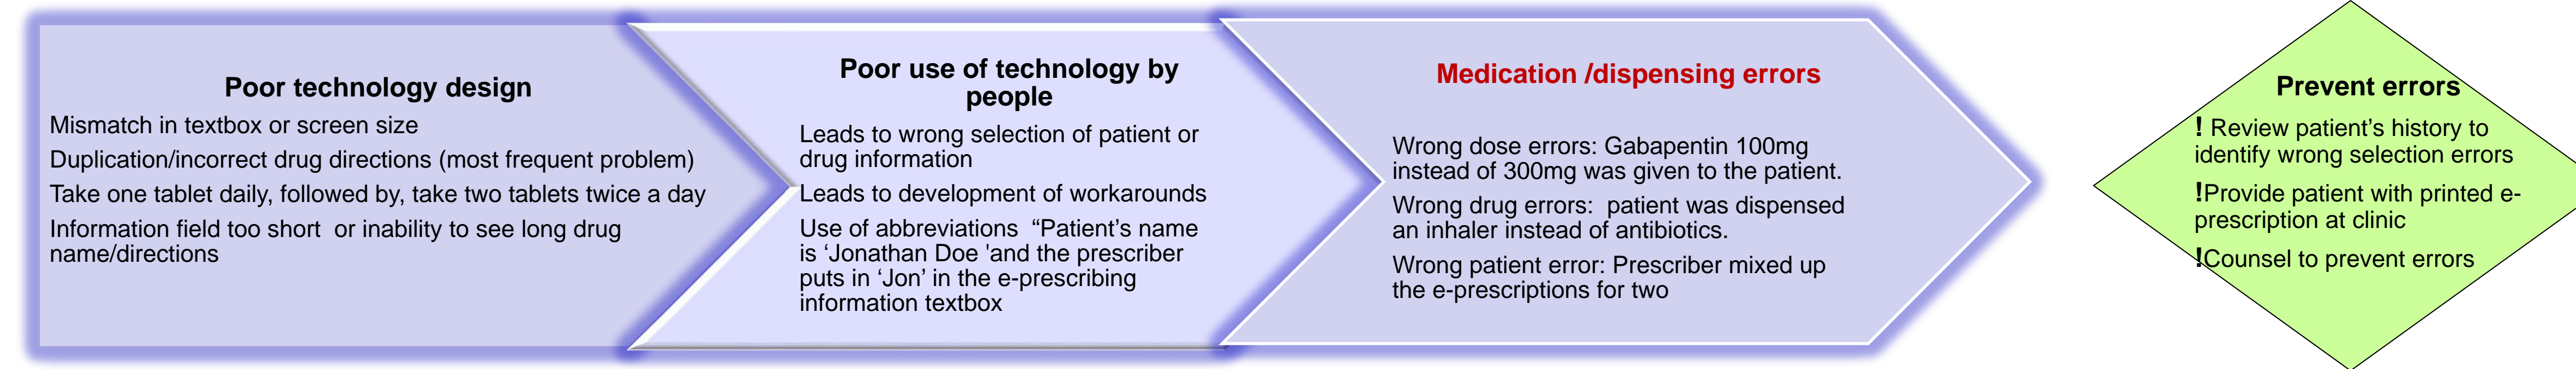 Poor technology design
Mismatch in textbox or screen size
Duplication/incorrect drug directions (most frequent problem)
Take one tablet daily, followed by, take two tablets twice a day
Information field too short  or inability to see long drug
name/directions
Poor use of technology by
people
Leads to wrong selection of patient or
drug information
Leads to development of workarounds
Use of abbreviations  “Patient’s name
is ‘Jonathan Doe 'and the prescriber
puts in ‘Jon’ in the e-prescribing
information textbox
Medication /dispensing errors
Wrong dose errors: Gabapentin 100mg
instead of 300mg was given to the patient.
Wrong drug errors:  patient was dispensed
an inhaler instead of antibiotics.
Wrong patient error: Prescriber mixed up
the e-prescriptions for two
Prevent errors
! Review patient’s history to
identify wrong selection errors
!Provide patient with printed e-
prescription at clinic
!Counsel to prevent errors